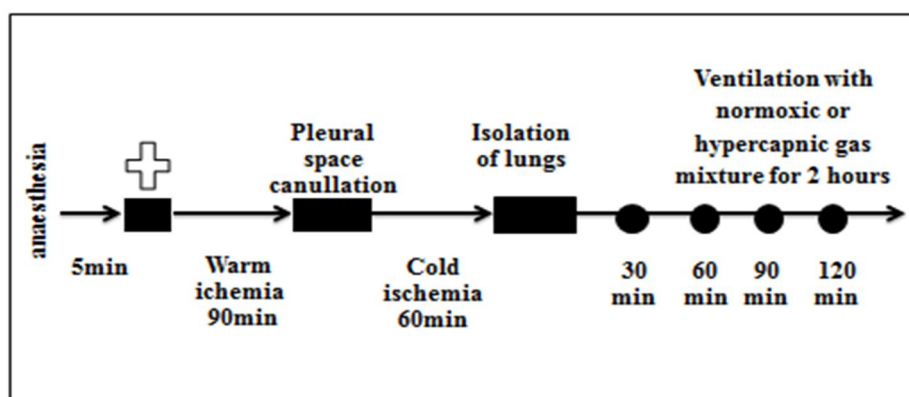 anaesthesia
5min
Warm
ichemia
90min
Pleural
space
canullation
Cold
ischemia
60min
Isolation
of lungs
Ventilation with
normoxic or
hypercapnic gas
mixture for 2 hours
30
min
60
min
90
min
120
min